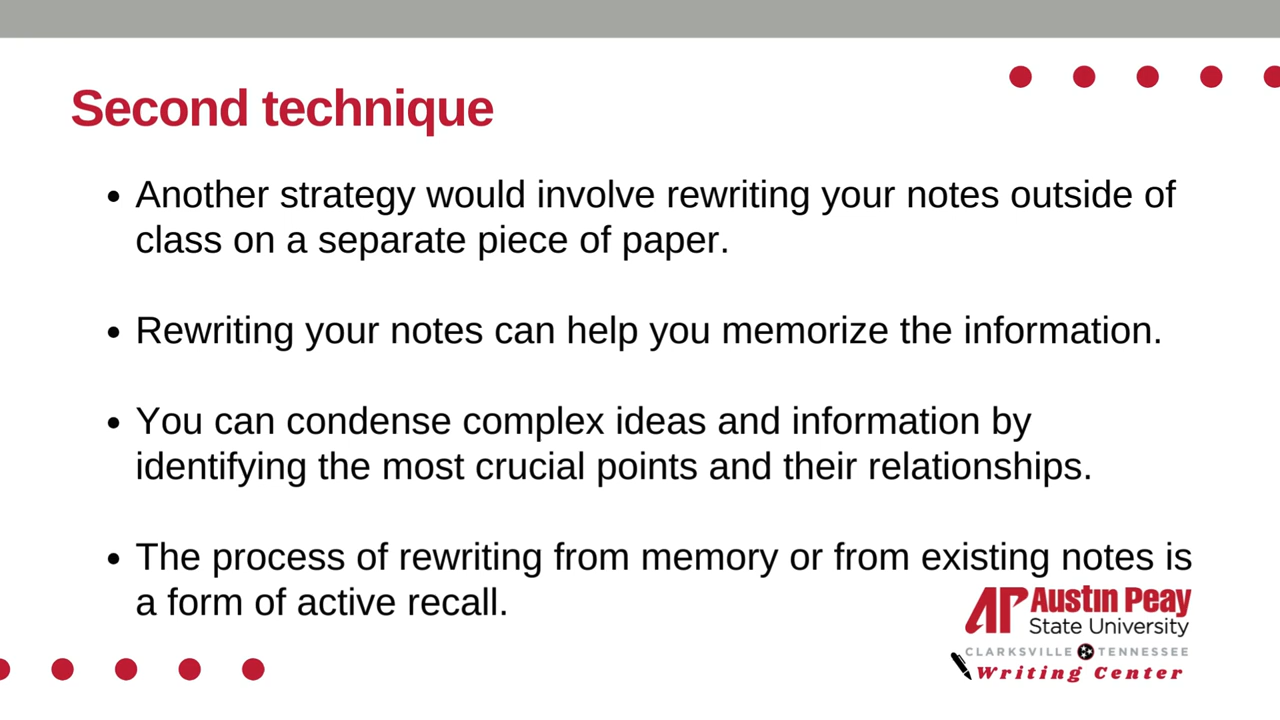 Second technique
• Another strategy would involve rewriting your notes outside of
class on a separate piece of paper.
• Rewriting your notes can help you memorize the information.
• You can condense complex ideas and information by
identifying the most crucial points and their relationships.
• The process of rewriting from memory or from existing notes is
a form of active recall.
AP Austin Peay
State University
CLARKSVILLE TENNESSEE
Writing Center